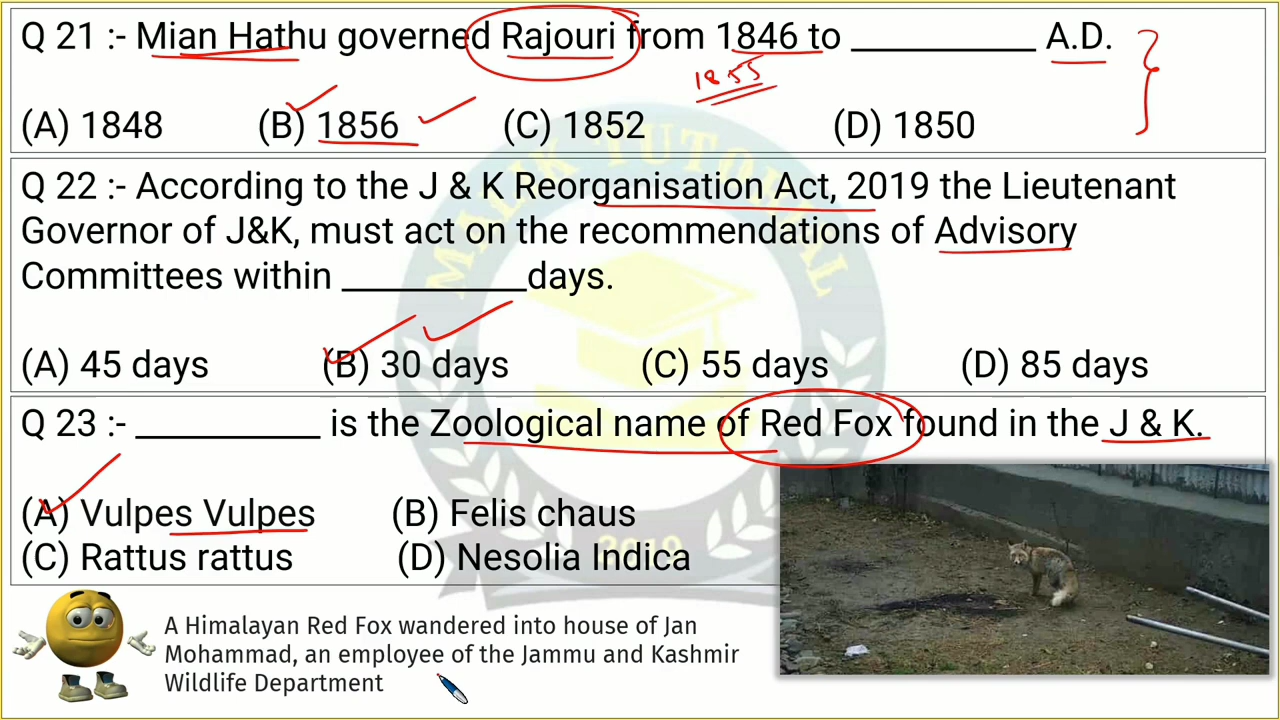 Q 21 :- Mian Hathu governed Rajouri from 1846 to __________ A.D.
1855
(A) 1848 (B) 1856 (C) 1852 (D) 1850
Q 22 :- According to the J & K Reorganisation Act, 2019 the Lieutenant
Governor of J&K, must act on the recommendations of Advisory
Committees within __________days.
(A) 45 days (B) 30 days (C) 55 days (D) 85 days
Q 23 :- __________ is the Zoological name of Red Fox found in the J & K.
(A) Vulpes Vulpes (B) Felis chaus
(C) Rattus rattus (D) Nesolia Indica
A Himalayan Red Fox wandered into house of Jan
Mohammad, an employee of the Jammu and Kashmir
Wildlife Department
MALIK TUTORIAL
2019